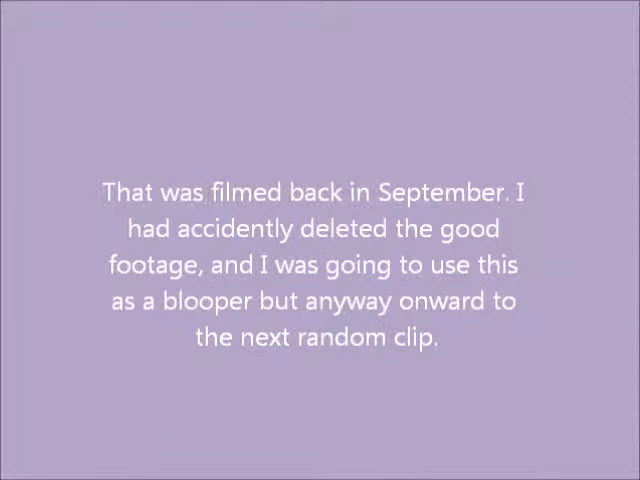 That was filmed back in September. I
had accidently deleted the good
footage, and I was going to use this
as a blooper but anyway onward to
the next random clip.